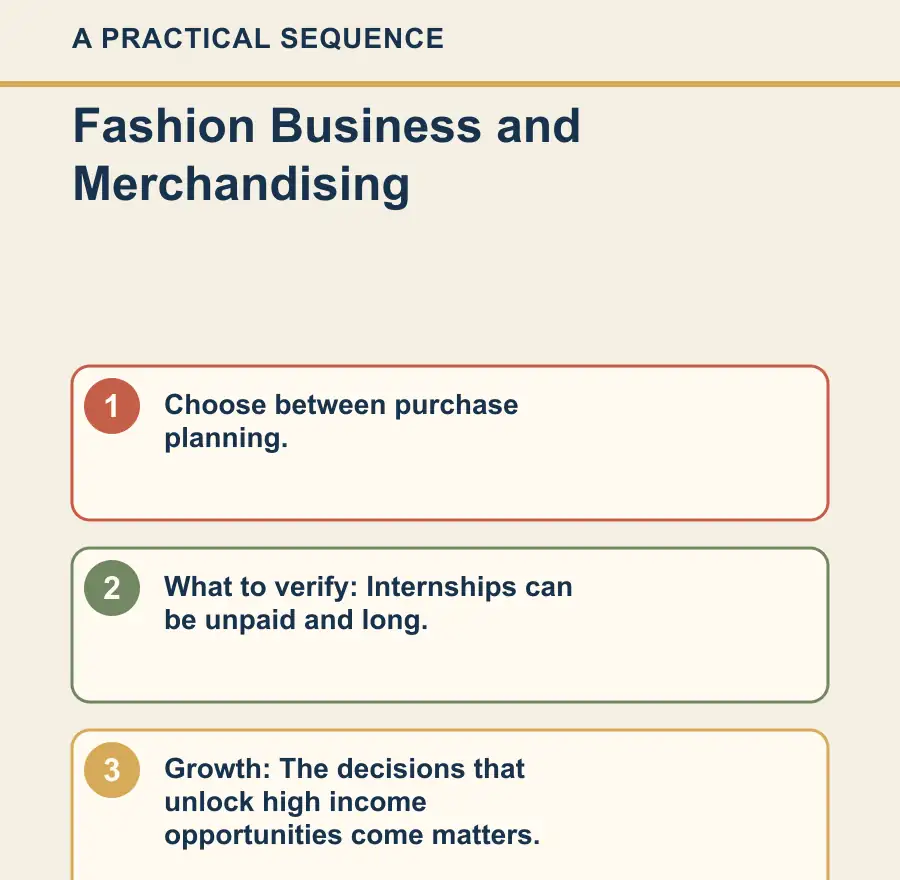 A PRACTICAL SEQUENCE
Fashion Business and
Merchandising
1
Choose between purchase
planning.
2
What to verify: Internships can
be unpaid and long.
3
Growth: The decisions that
unlock high income
opportunities come matters.